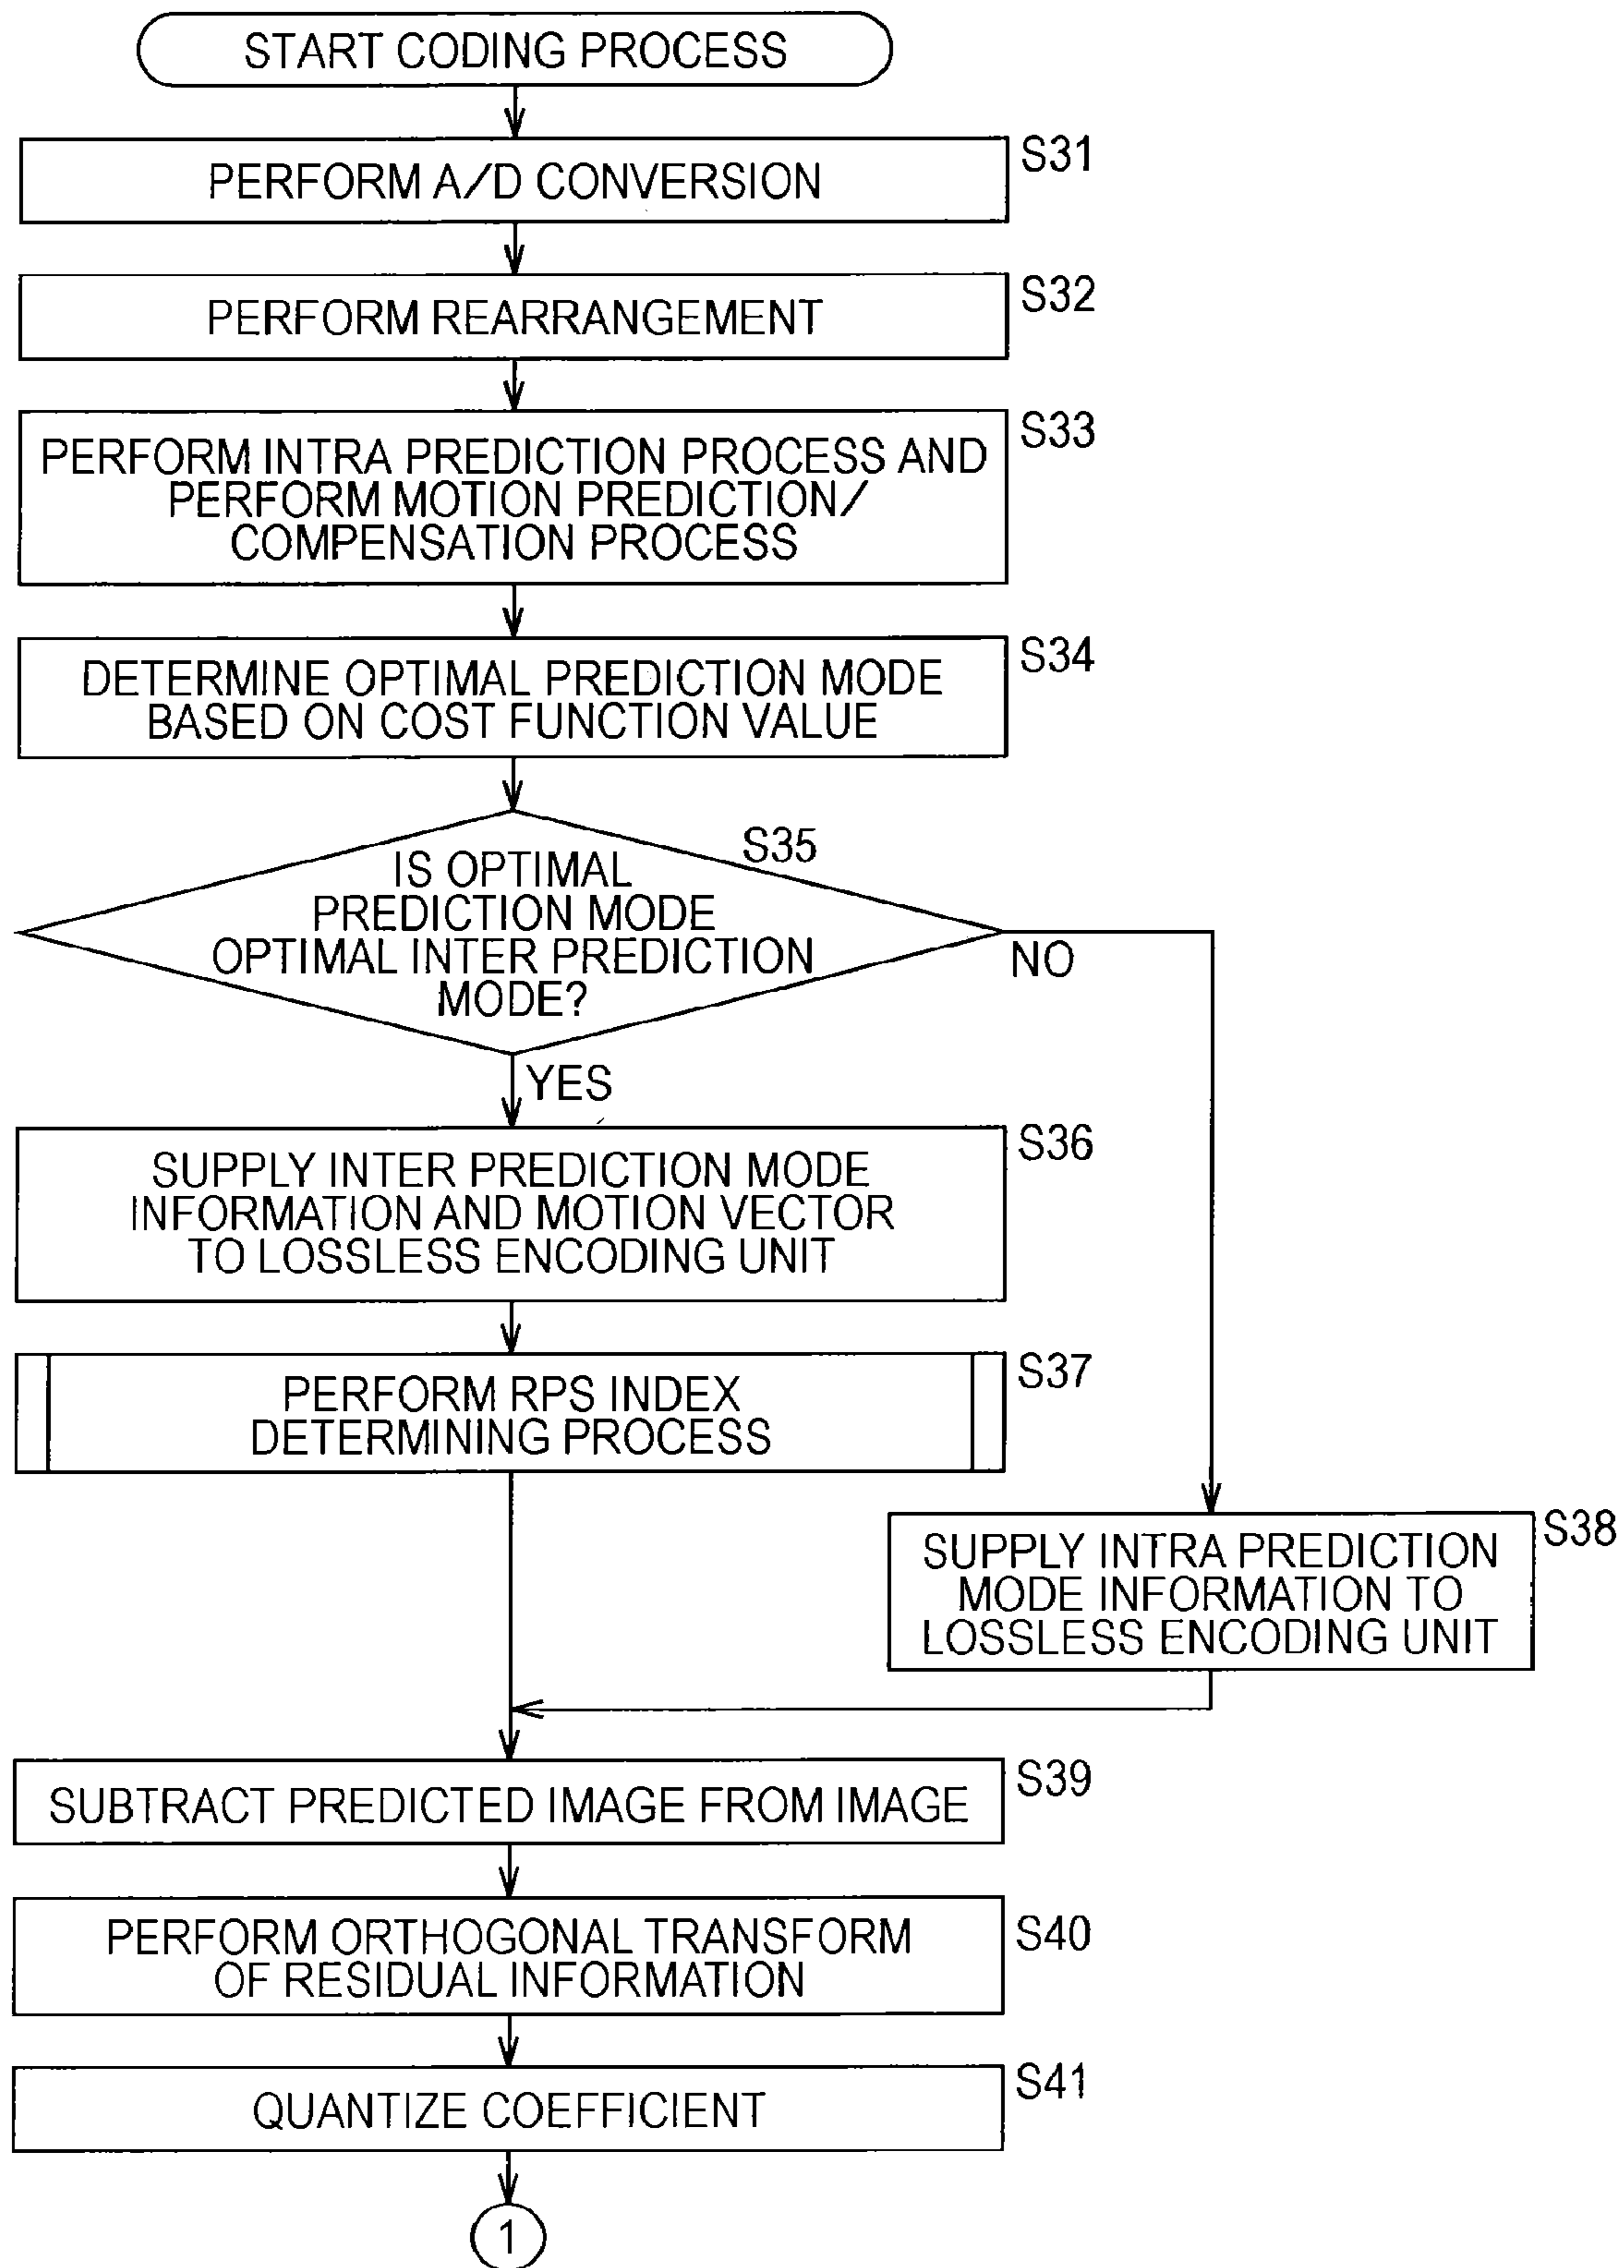 START CODING PROCESS
S31
PERFORM A/D CONVERSION
S32
PERFORM REARRANGEMENT
S33
PERFORM INTRA PREDICTION PROCESS AND
PERFORM MOTION PREDICTION/
COMPENSATION PROCESS
S34
DETERMINE OPTIMAL PREDICTION MODE
BASED ON COST FUNCTION VALUE
S35
IS OPTIMAL
PREDICTION MODE
OPTIMAL INTER PREDICTION
MODE?
NO
YES
S36
SUPPLY INTER PREDICTION MODE
INFORMATION AND MOTION VECTOR
TO LOSSLESS ENCODING UNIT
S37
PERFORM RPS INDEX
DETERMINING PROCESS
S38
SUPPLY INTRA PREDICTION
MODE INFORMATION TO
LOSSLESS ENCODING UNIT
S39
SUBTRACT PREDICTED IMAGE FROM IMAGE
S40
PERFORM ORTHOGONAL TRANSFORM
OF RESIDUAL INFORMATION
S41
QUANTIZE COEFFICIENT
1